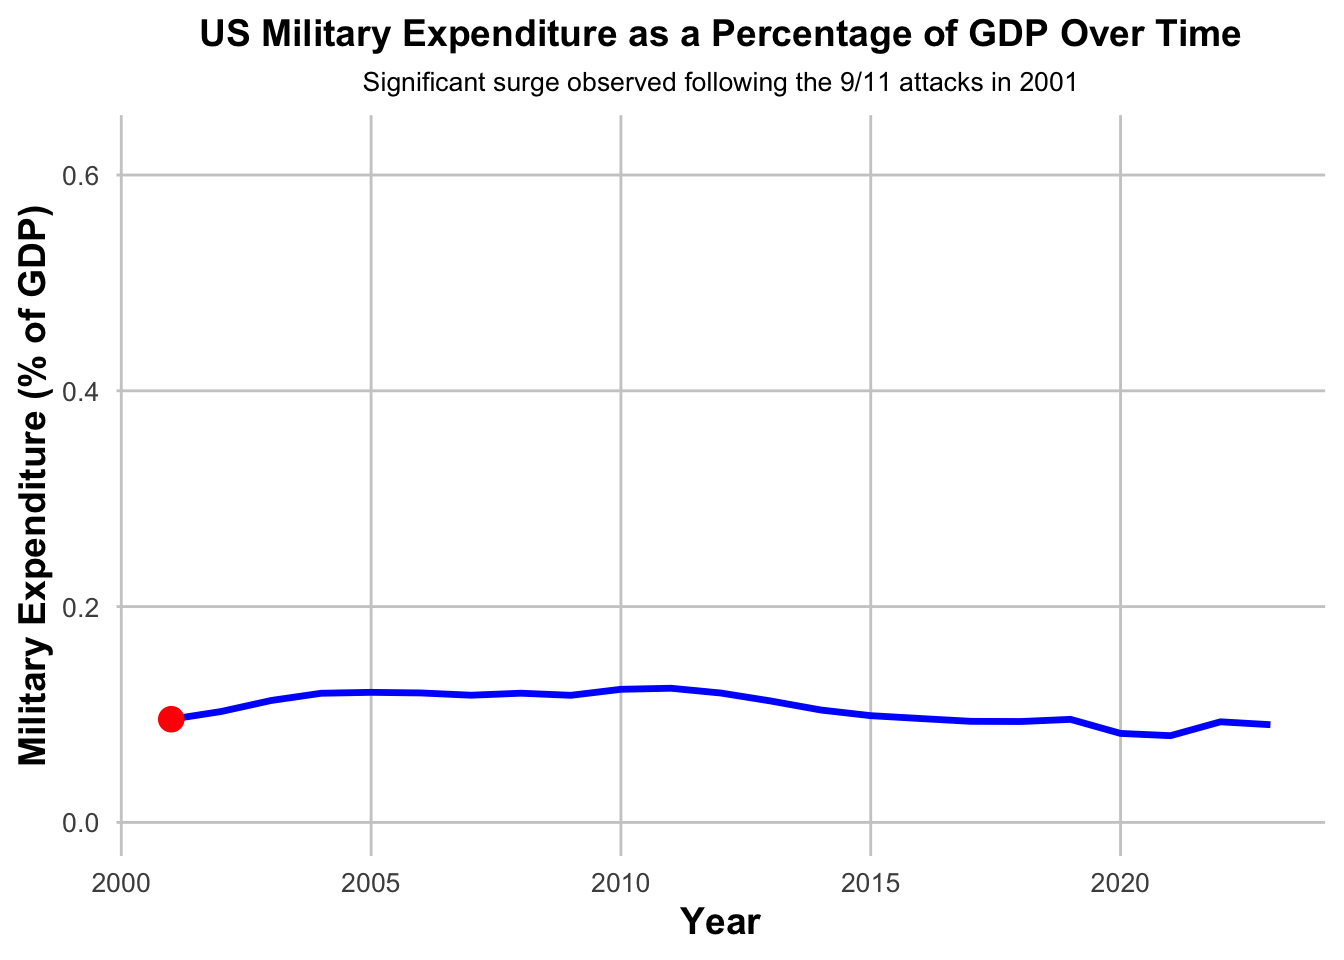 US Military Expenditure as a Percentage of GDP Over Time
Significant surge observed following the 9/11 attacks in 2001
Military Expenditure (% of GDP)
0.6
0.4
0.2
0.0
2000 2005 2010 2015 2020
Year